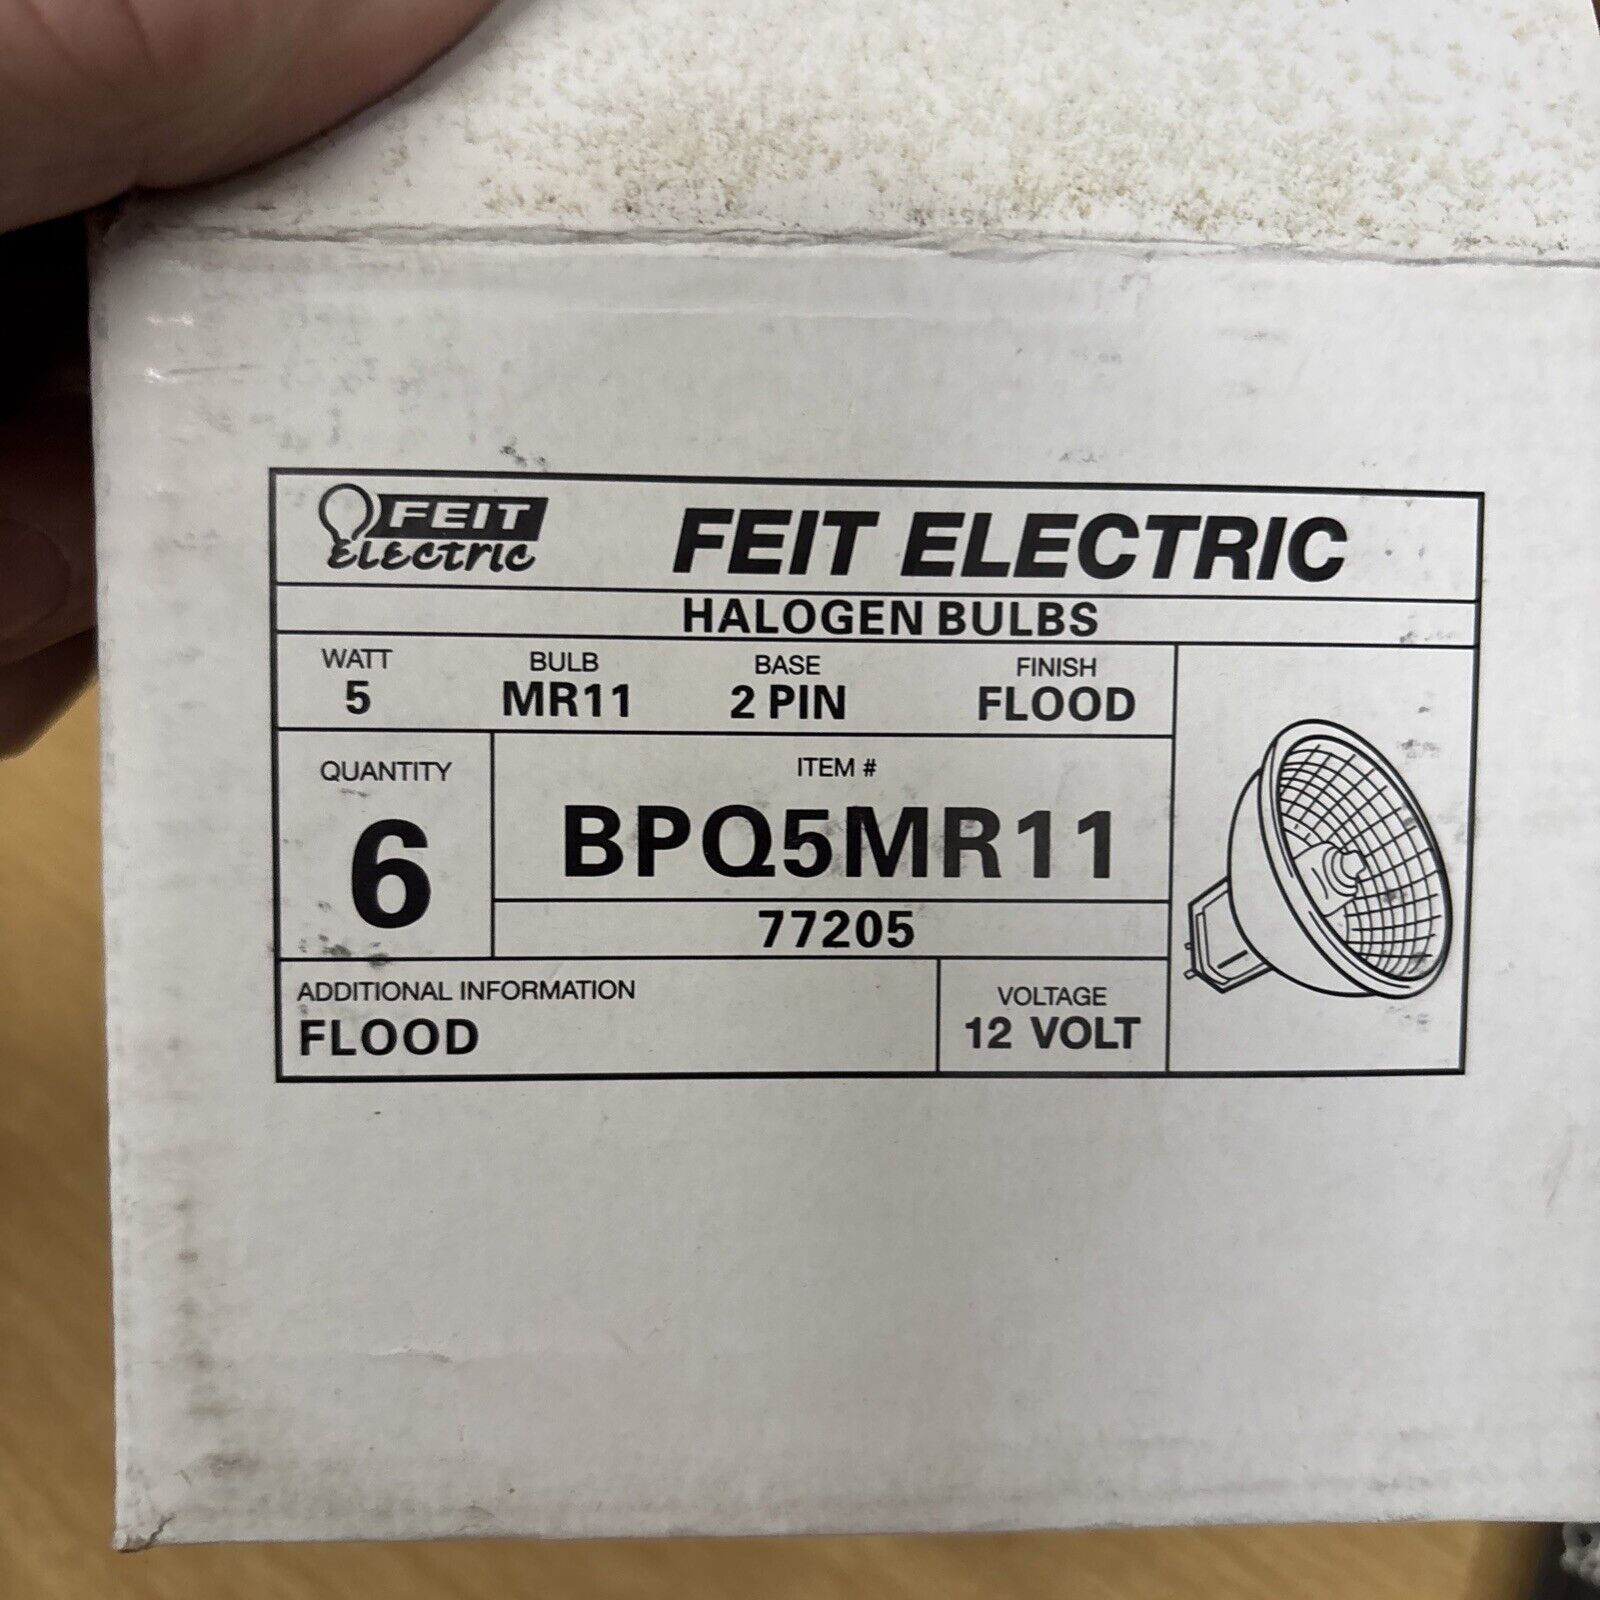 FEIT
ELECTRIC
FEIT ELECTRIC
HALOGEN BULBS
WATT
5
BULB
MR11
BASE
2 PIN
FINISH
FLOOD
QUANTITY
6
ITEM #
BPQ5MR11
77205
ADDITIONAL INFORMATION
FLOOD
VOLTAGE
12 VOLT